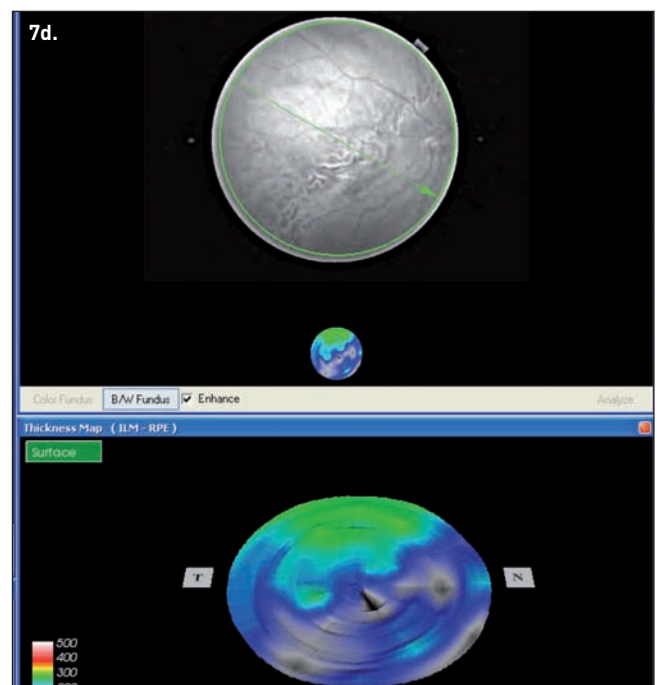 7d.
Color Fundus B/W Fundus Enhance Analyze
Thickness Map ( ILM - RPE )
Surface
T N
500
400
300